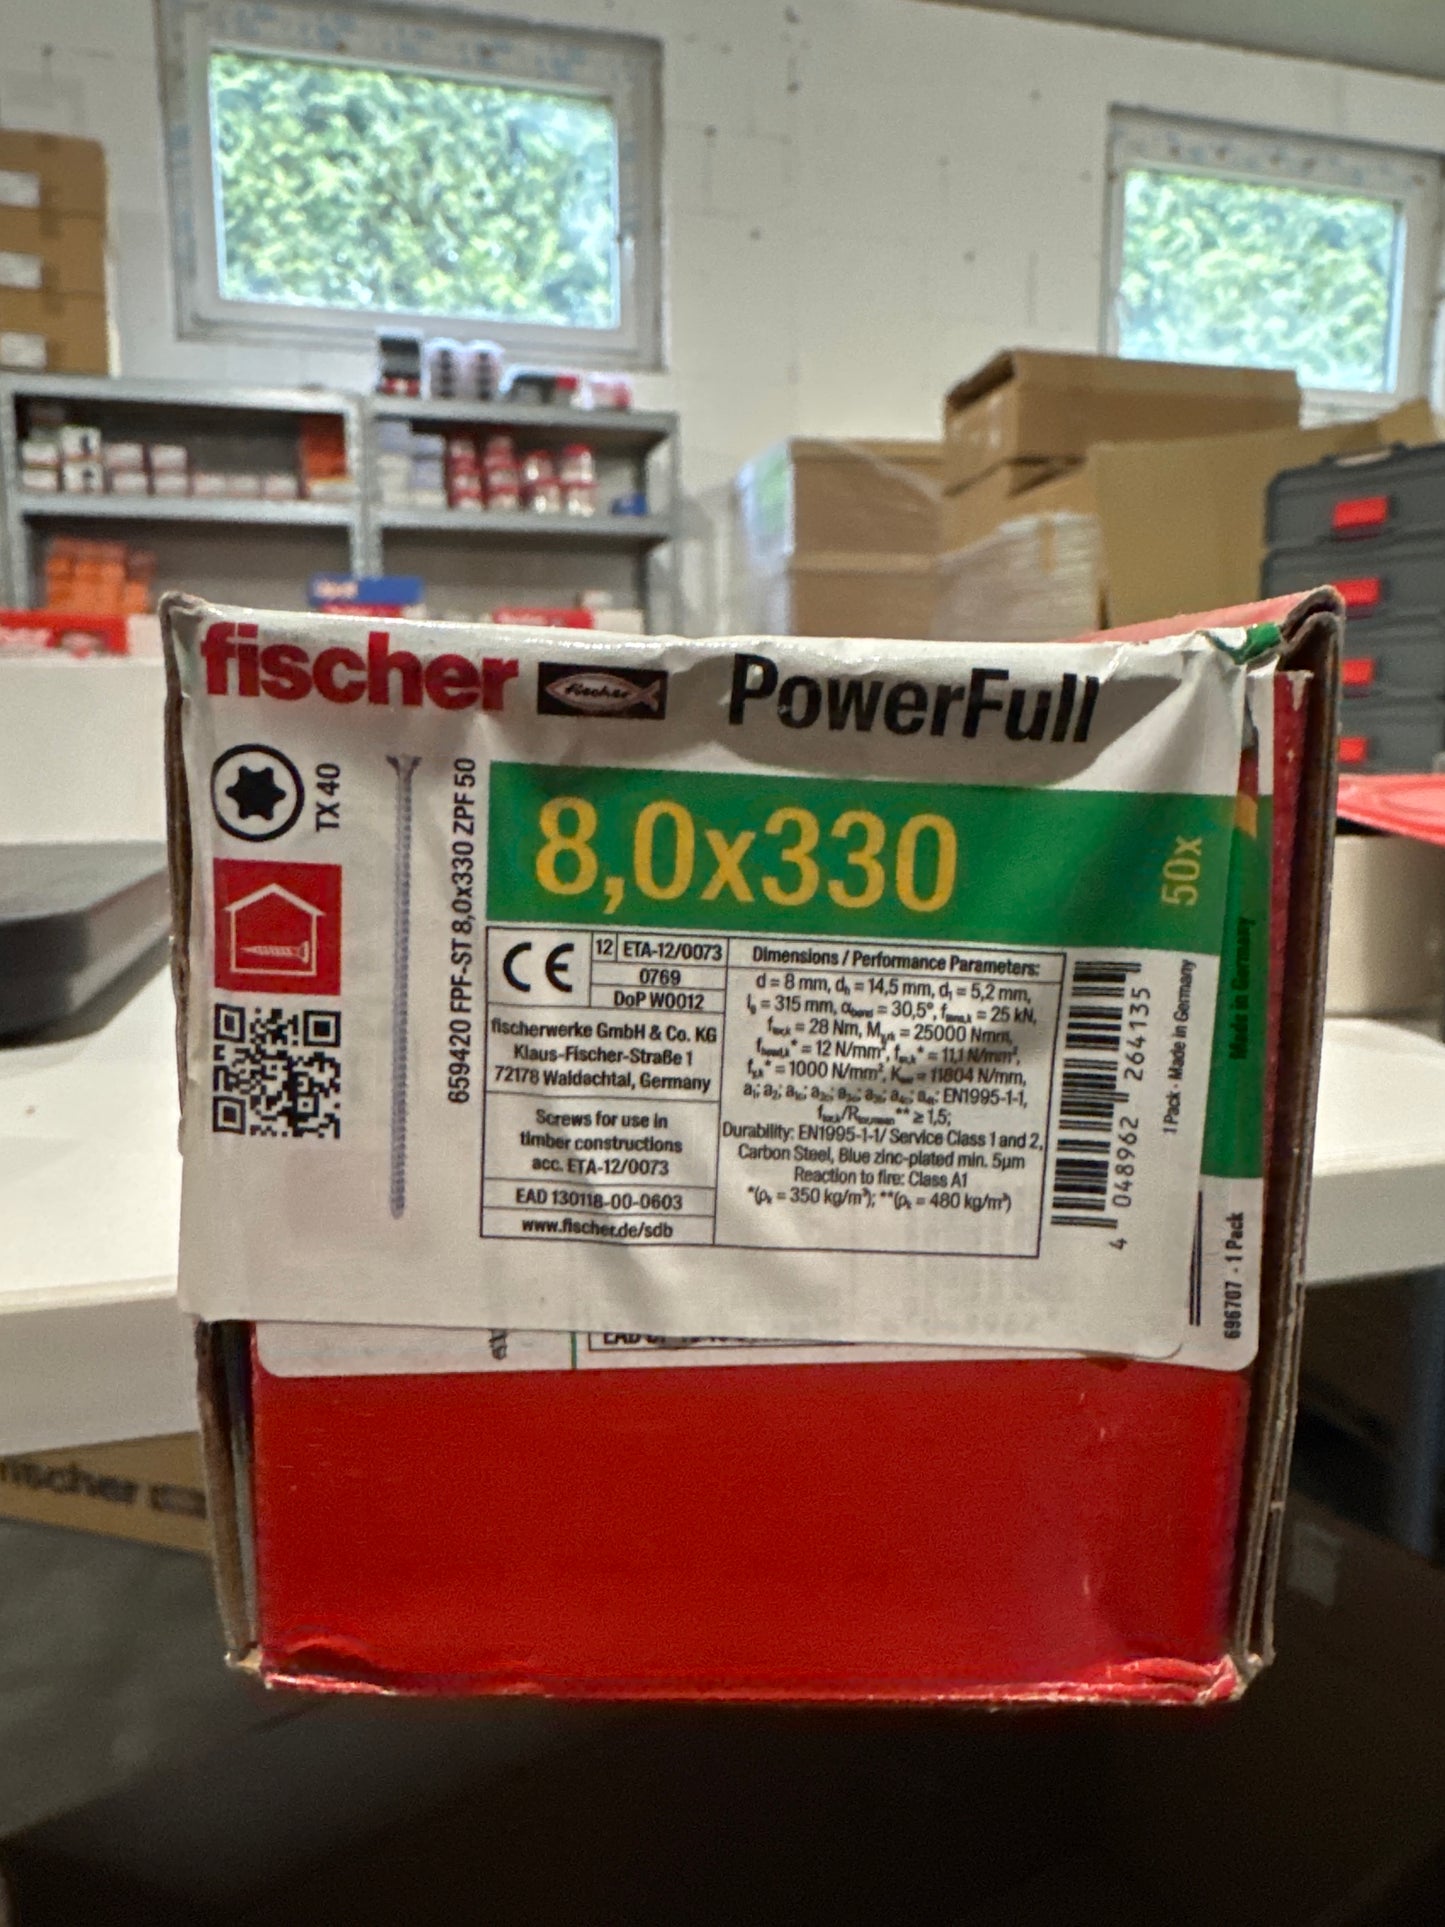 fischer fischer PowerFull
TX 40
659420 FPF-ST 8,0x330 ZPF 50
8,0x330
50x
CE
12 ETA-12/0073
0769
DoP W0012
fischerwerke GmbH & Co. KG
Klaus-Fischer-Straße 1
72178 Waldachtal, Germany
Screws for use in
timber constructions
acc. ETA-12/0073
EAD 130118-00-0603
www.fischer.de/sdb
Dimensions / Performance Parameters:
d = 8 mm, dₕ = 14,5 mm, d₁ = 5,2 mm,
= 315 mm, = 30,5°, = 25 kN,
= 28 Nm, = 25000 Nmm,
= 12 N/mm², = 11,1 N/mm²,
= 1000 N/mm², = 11804 N/mm,
EN1995-1-1,
** ≥ 1,5;
Durability: EN1995-1-1/ Service Class 1 and 2,
Carbon Steel, Blue zinc-plated min. 5µm
Reaction to fire: Class A1
*(ρₖ = 350 kg/m³); **(ρₖ = 480 kg/m³)
4 048962 264135
1 Pack - Made in Germany
Made in Germany
696707 - 1 Pack
fischer